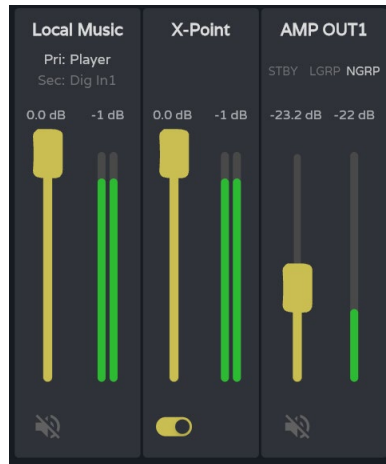 Local Music
Pri: Player
Sec: Dig In1
0.0 dB -1 dB
X-Point
0.0 dB -1 dB
AMP OUT1
STBY LGRP NGRP
-23.2 dB -22 dB